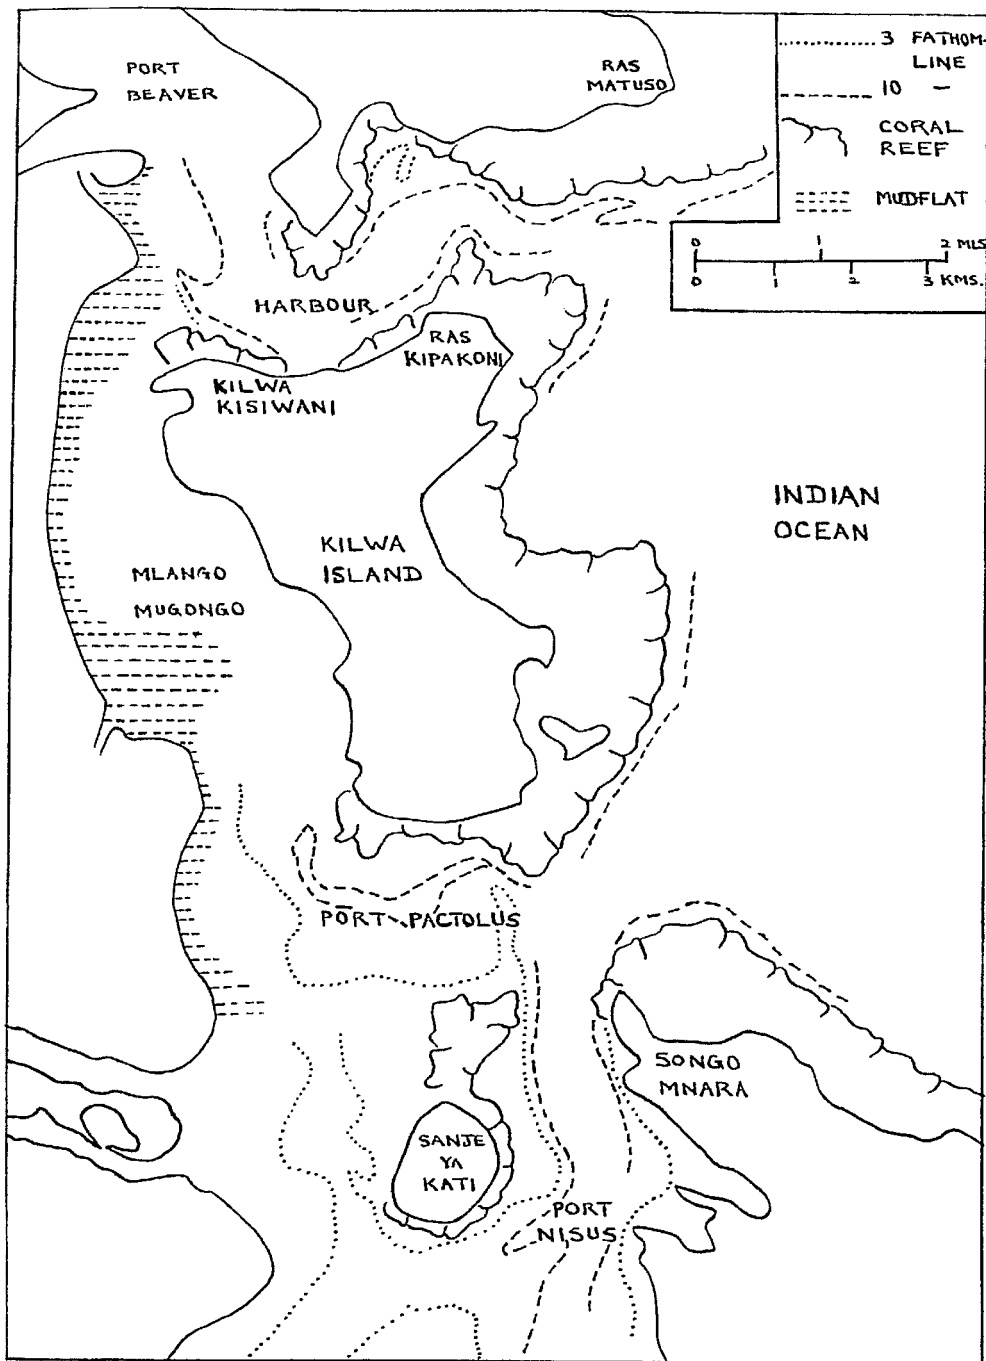 PORT
BEAVER
RAS
MATUSO
3 FATHOM-
LINE
10 –
CORAL
REEF
MUDFLAT
0 1 2 MLS
0 1 2 3 KMS.
HARBOUR
RAS
KIPAKONI
KILWA
KISIWANI
INDIAN
OCEAN
KILWA
ISLAND
MLANGO
MUGONGO
PORT PACTOLUS
SONGO
MNARA
SANJE
YA
KATI
PORT
NISUS